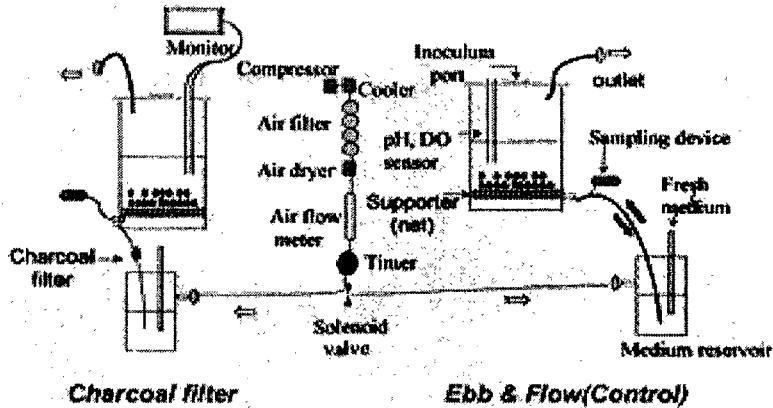 Monitor
Compressor
Cooler
Air filter
Air dryer
Air flow
meter
Timer
Solenoid
valve
Charcoal
filter
Inoculum
port
outlet
pH, DO
sensor
Sampling device
Supporter
(net)
Fresh
medium
Medium reservoir
Charcoal filter
Ebb & Flow(Control)